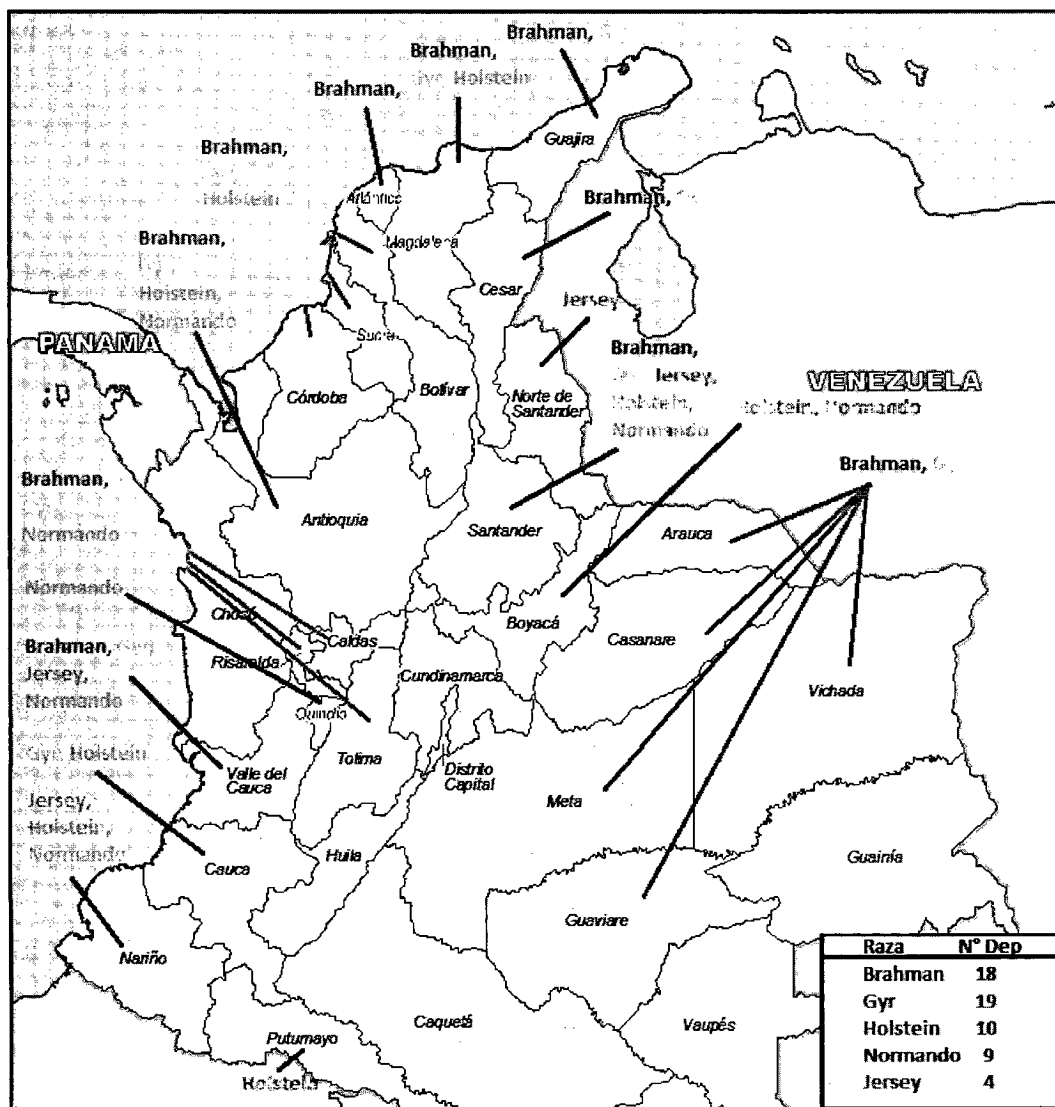 Brahman,
Brahman,
Gyr, Holstein
Brahman,
Guajira
Brahman,
Holstein
Atlántico
Brahman,
Magdalena
Brahman,
Holstein,
Normando
Cesar
Jersey
PANAMA
Sucre
Brahman,
Jersey,
Holstein,
Normando
VENEZUELA
Holstein, Normando
Córdoba
Bolívar
Norte de
Santander
Brahman,
Brahman,
Normando
Antioquia
Santander
Arauca
Normando
Chocó
Boyacá
Casanare
Caldas
Brahman,
Jersey,
Normando
Risaralda
Cundinamarca
Vichada
Quindío
Gyr, Holstein
Valle del
Cauca
Tolima
Distrito
Capital
Meta
Jersey,
Holstein,
Normando
Cauca
Huila
Guainía
Guaviare
Nariño
Caquetá
Vaupés
Putumayo
Holstein
Raza N° Dep
Brahman 18
Gyr 19
Holstein 10
Normando 9
Jersey 4